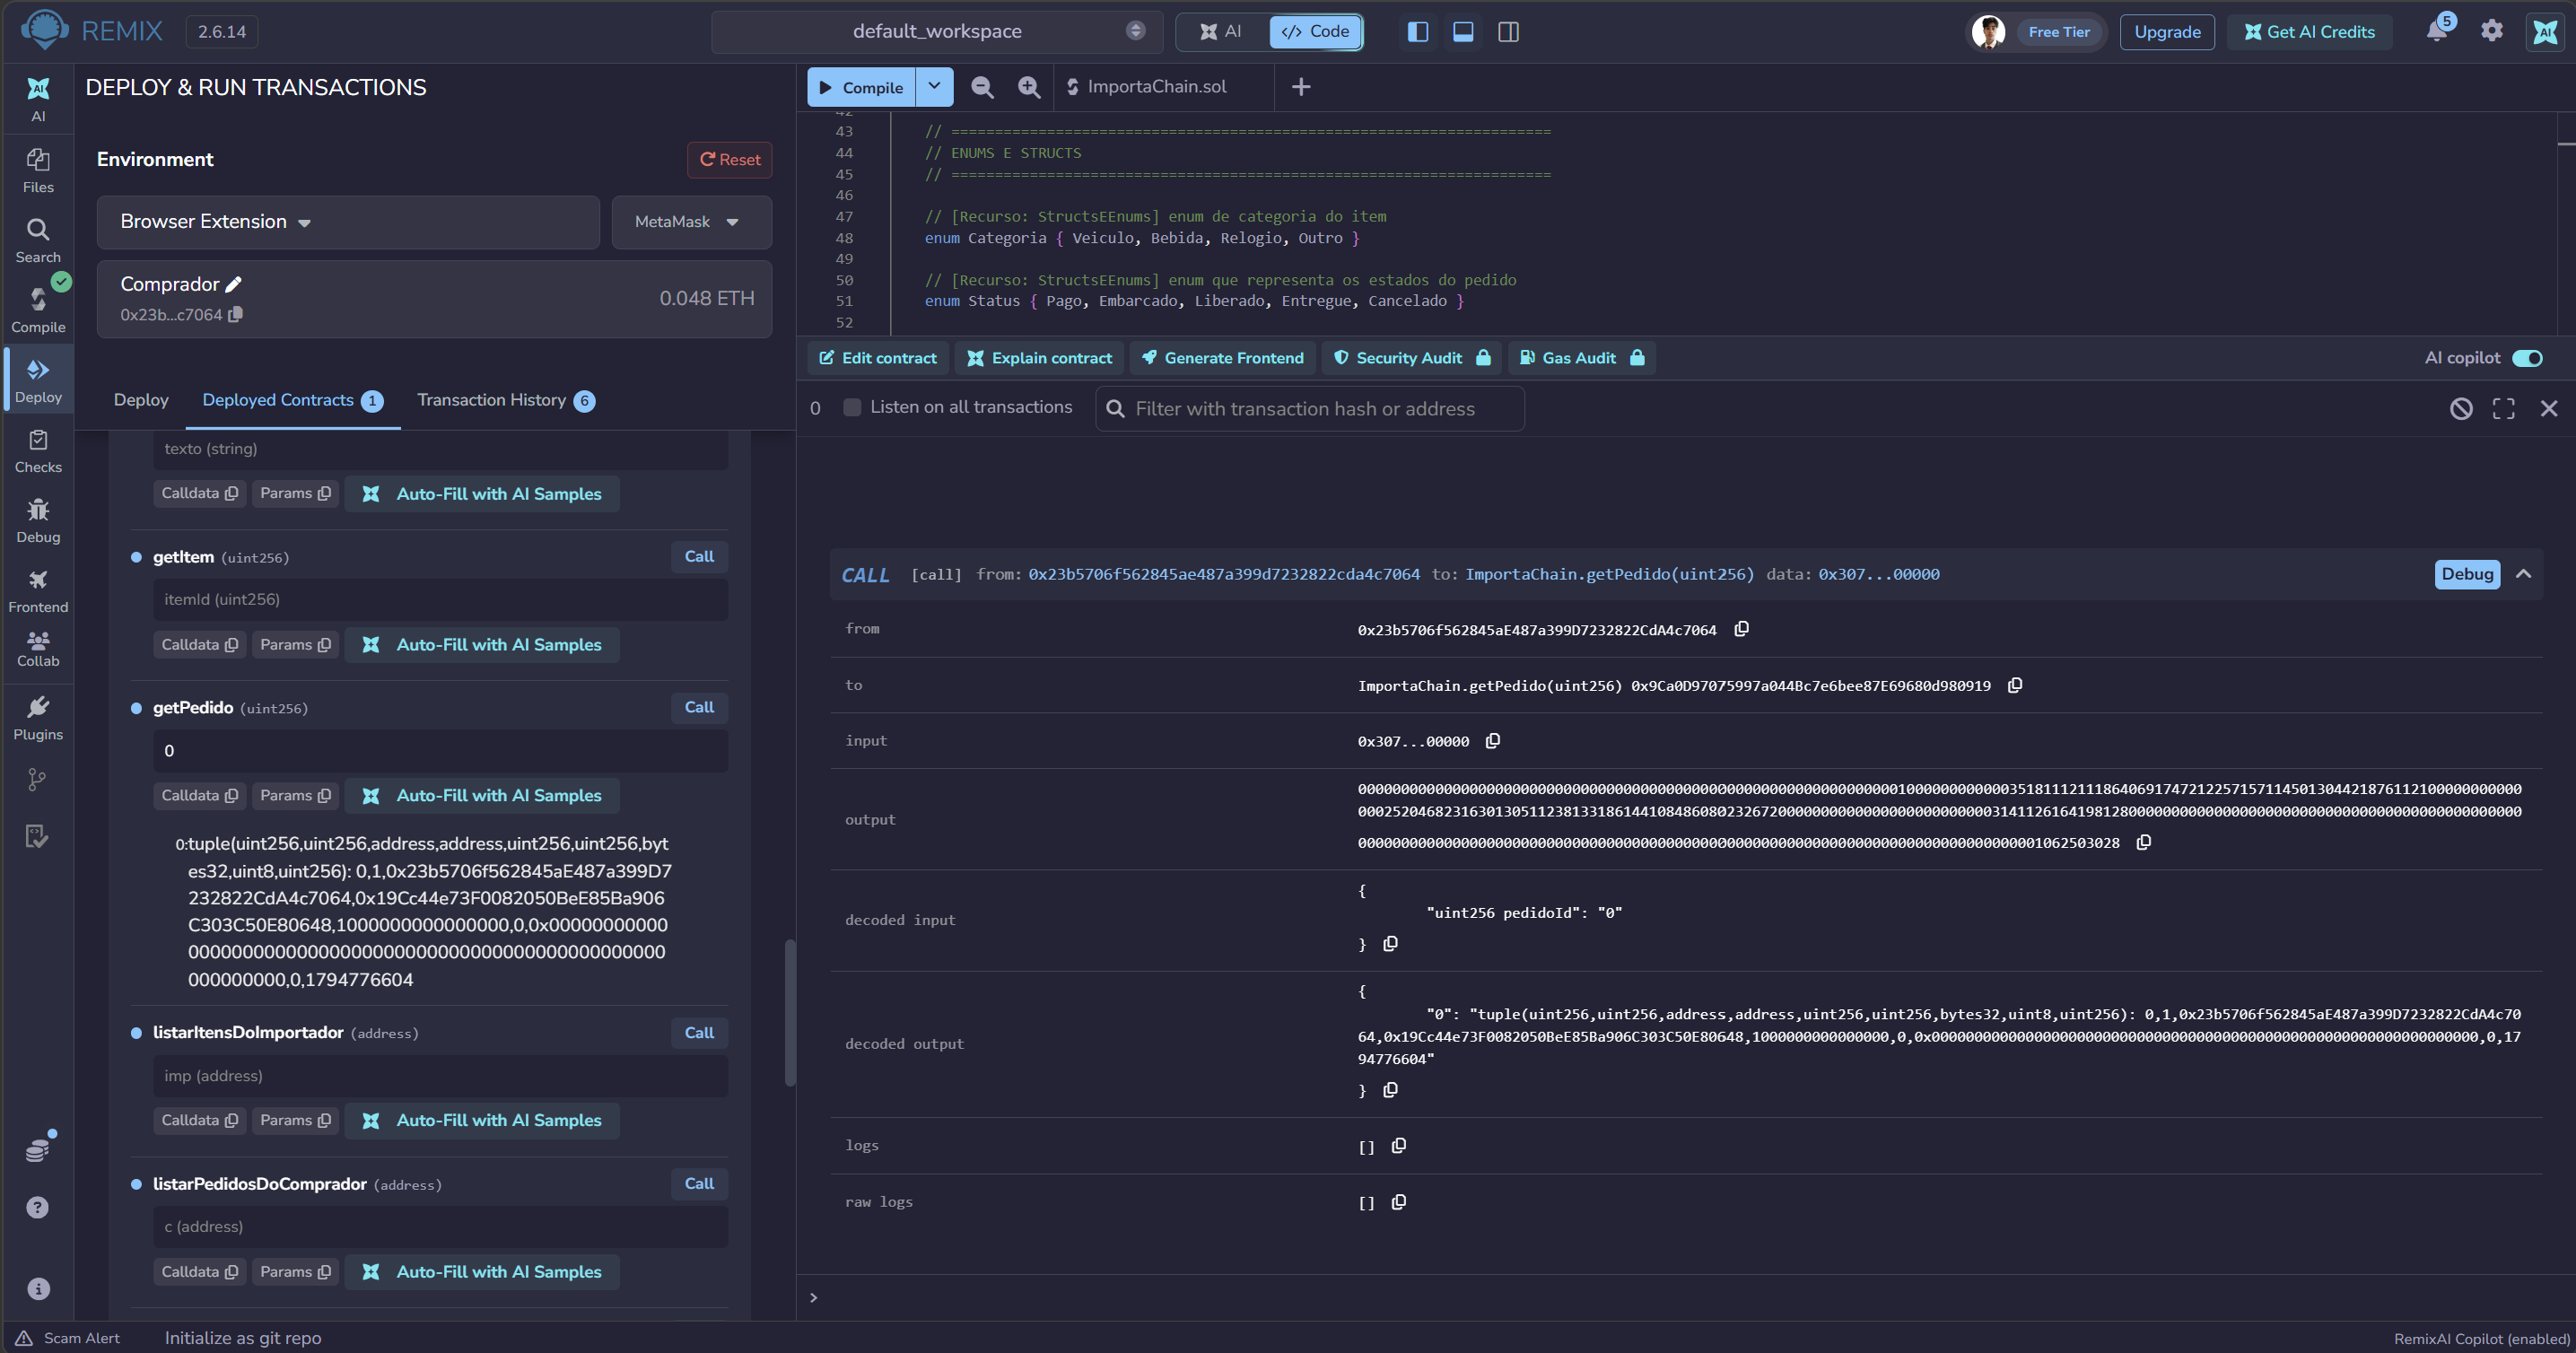 REMIX 2.6.14
default_workspace
AI
Code
Free Tier
Upgrade
Get AI Credits
5
AI
AI
AI
Files
Search
Compile
Deploy
Checks
Debug
Frontend
Collab
Plugins
DEPLOY & RUN TRANSACTIONS
Environment
Reset
Browser Extension
MetaMask
Comprador
0x23b...c7064
0.048 ETH
Deploy
Deployed Contracts 1
Transaction History 6
texto (string)
Calldata Params Auto-Fill with AI Samples
getItem (uint256) Call
itemId (uint256)
Calldata Params Auto-Fill with AI Samples
getPedido (uint256) Call
0
Calldata Params Auto-Fill with AI Samples
0:tuple(uint256,uint256,address,address,uint256,uint256,byt
es32,uint8,uint256): 0,1,0x23b5706f562845aE487a399D7
232822CdA4c7064,0x19Cc44e73F0082050BeE85Ba906
C303C50E80648,1000000000000000,0,0x00000000000
000000000,0,1794776604
listarItensDoImportador (address) Call
imp (address)
Calldata Params Auto-Fill with AI Samples
listarPedidosDoComprador (address) Call
c (address)
Calldata Params Auto-Fill with AI Samples
Compile
ImportaChain.sol
42
43 // =====================================================================
44 // ENUMS E STRUCTS
45 // =====================================================================
46
47 // [Recurso: StructsEEnums] enum de categoria do item
48 enum Categoria { Veiculo, Bebida, Relogio, Outro }
49
50 // [Recurso: StructsEEnums] enum que representa os estados do pedido
51 enum Status { Pago, Embarcado, Liberado, Entregue, Cancelado }
52
Edit contract
Explain contract
Generate Frontend
Security Audit
Gas Audit
AI copilot
0 Listen on all transactions
Filter with transaction hash or address
CALL [call] from: 0x23b5706f562845ae487a399d7232822cda4c7064 to: ImportaChain.getPedido(uint256) data: 0x307...00000
Debug
from 0x23b5706f562845aE487a399D7232822CdA4c7064
to ImportaChain.getPedido(uint256) 0x9Ca0D97075997a044Bc7e6bee87E69680d980919
input 0x307...00000
output
decoded input
{
"uint256 pedidoId": "0"
}
decoded output
{
"0": "tuple(uint256,uint256,address,address,uint256,uint256,bytes32,uint8,uint256): 0,1,0x23b5706f562845aE487a399D7232822CdA4c70
94776604"
}
logs []
raw logs []
>
Scam Alert
Initialize as git repo
RemixAI Copilot (enabled)